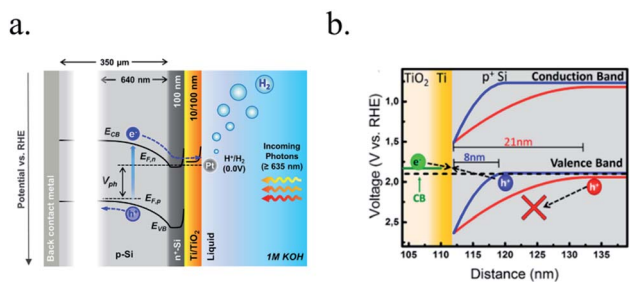 a.
350 µm
640 nm
100 nm
10/100 nm
H₂
E_CB
e⁻
E_F,n
Pt
H⁺/H₂
(0.0V)
Incoming
Photons
(≥ 635 nm)
V_ph
E_F,p
h⁺
E_VB
Potential vs. RHE
Back contact metal
p-Si
n⁺-Si
Ti/TiO₂
Liquid
1M KOH
b.
TiO₂ Ti p⁺ Si
Conduction Band
1,0
1,5
21nm
8nm
Valence Band
e⁻
h⁺
h⁺
CB
2,0
2,5
Voltage (V vs. RHE)
105 110 115 120 125 130 135
Distance (nm)